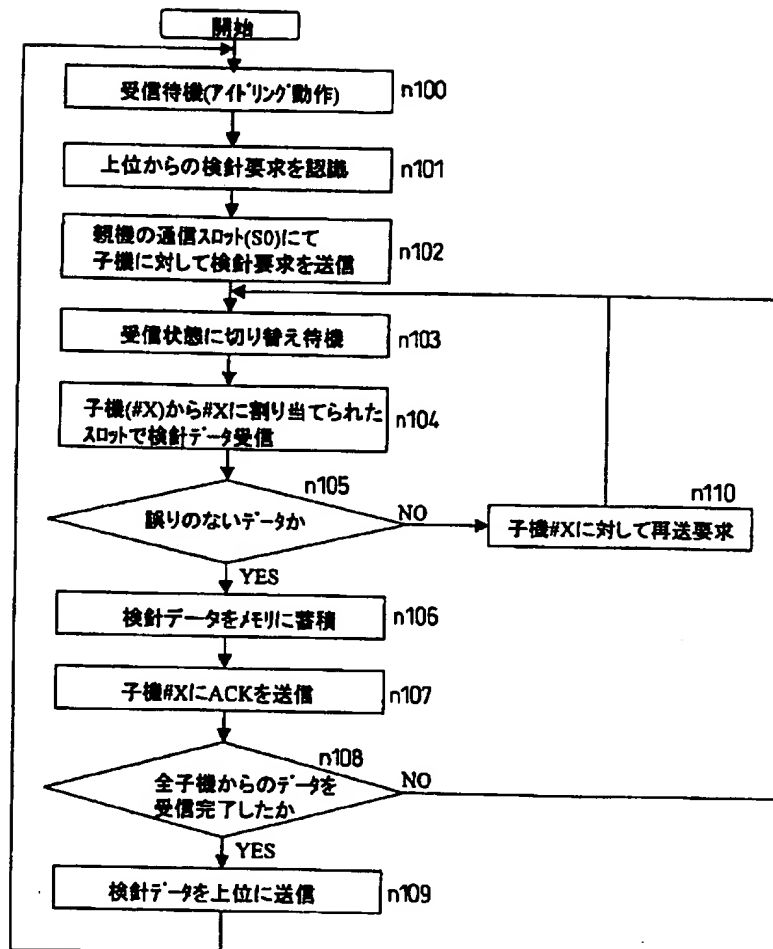 開始
受信待機(アイドリング動作)
n100
上位からの検針要求を認識
n101
親機の通信スロット(S0)にて
子機に対して検針要求を送信
n102
受信状態に切り替え待機
n103
子機(#X)から#Xに割り当てられた
スロットで検針データ受信
n104
n105
誤りのないデータか
NO
n110
子機#Xに対して再送要求
YES
検針データをメモリに蓄積
n106
子機#XにACKを送信
n107
n108
全子機からのデータを
受信完了したか
NO
YES
検針データを上位に送信
n109